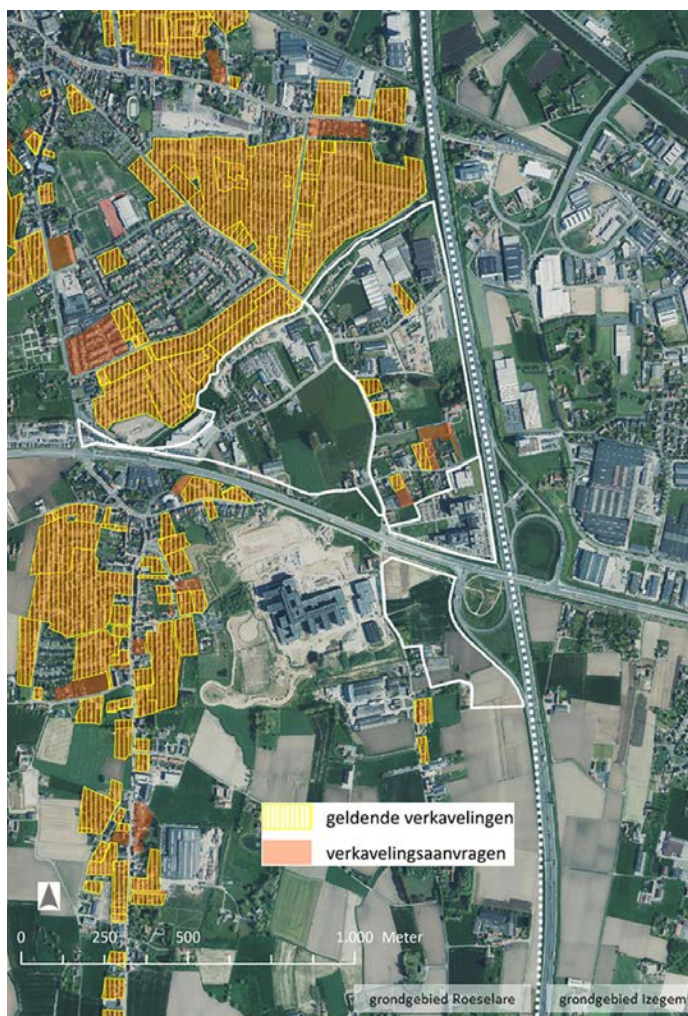 geldende verkavelingen
verkavelingsaanvragen
0 250 500 1.000 Meter
grondgebied Roeselare grondgebied Izegem